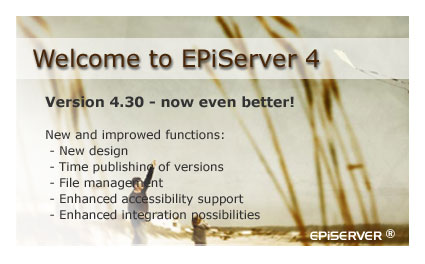 Welcome to EPiServer 4
Version 4.30 - now even better!
New and improwed functions:
- New design
- Time publishing of versions
- File management
- Enhanced accessibility support
- Enhanced integration possibilities
EPiSERVER ®